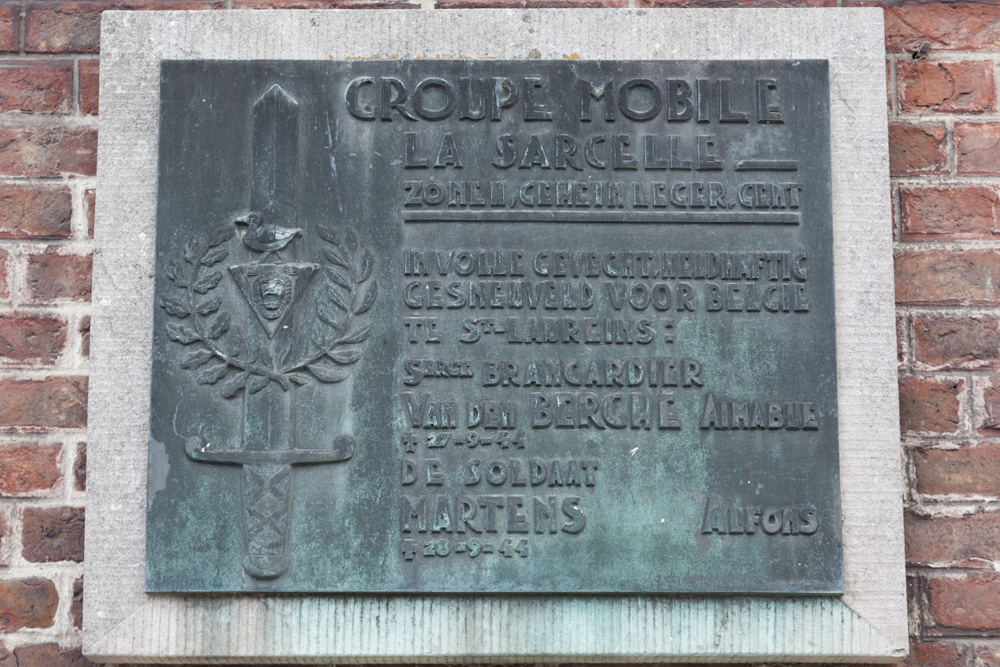 GROUPE MOBILE
LA SARCELLE
ZONE II, GEHEIM LEGER, GENT
IN VOLLE GEVECHT, HELDHAFTIG
GESNEUVELD VOOR BELGIE
TE ST-LAUREINS :
SERGT BRANCARDIER
VAN DEN BERGHE AIMABLE
† 27-9-44
DE SOLDAAT
MARTENS ALFONS
† 28-9-44